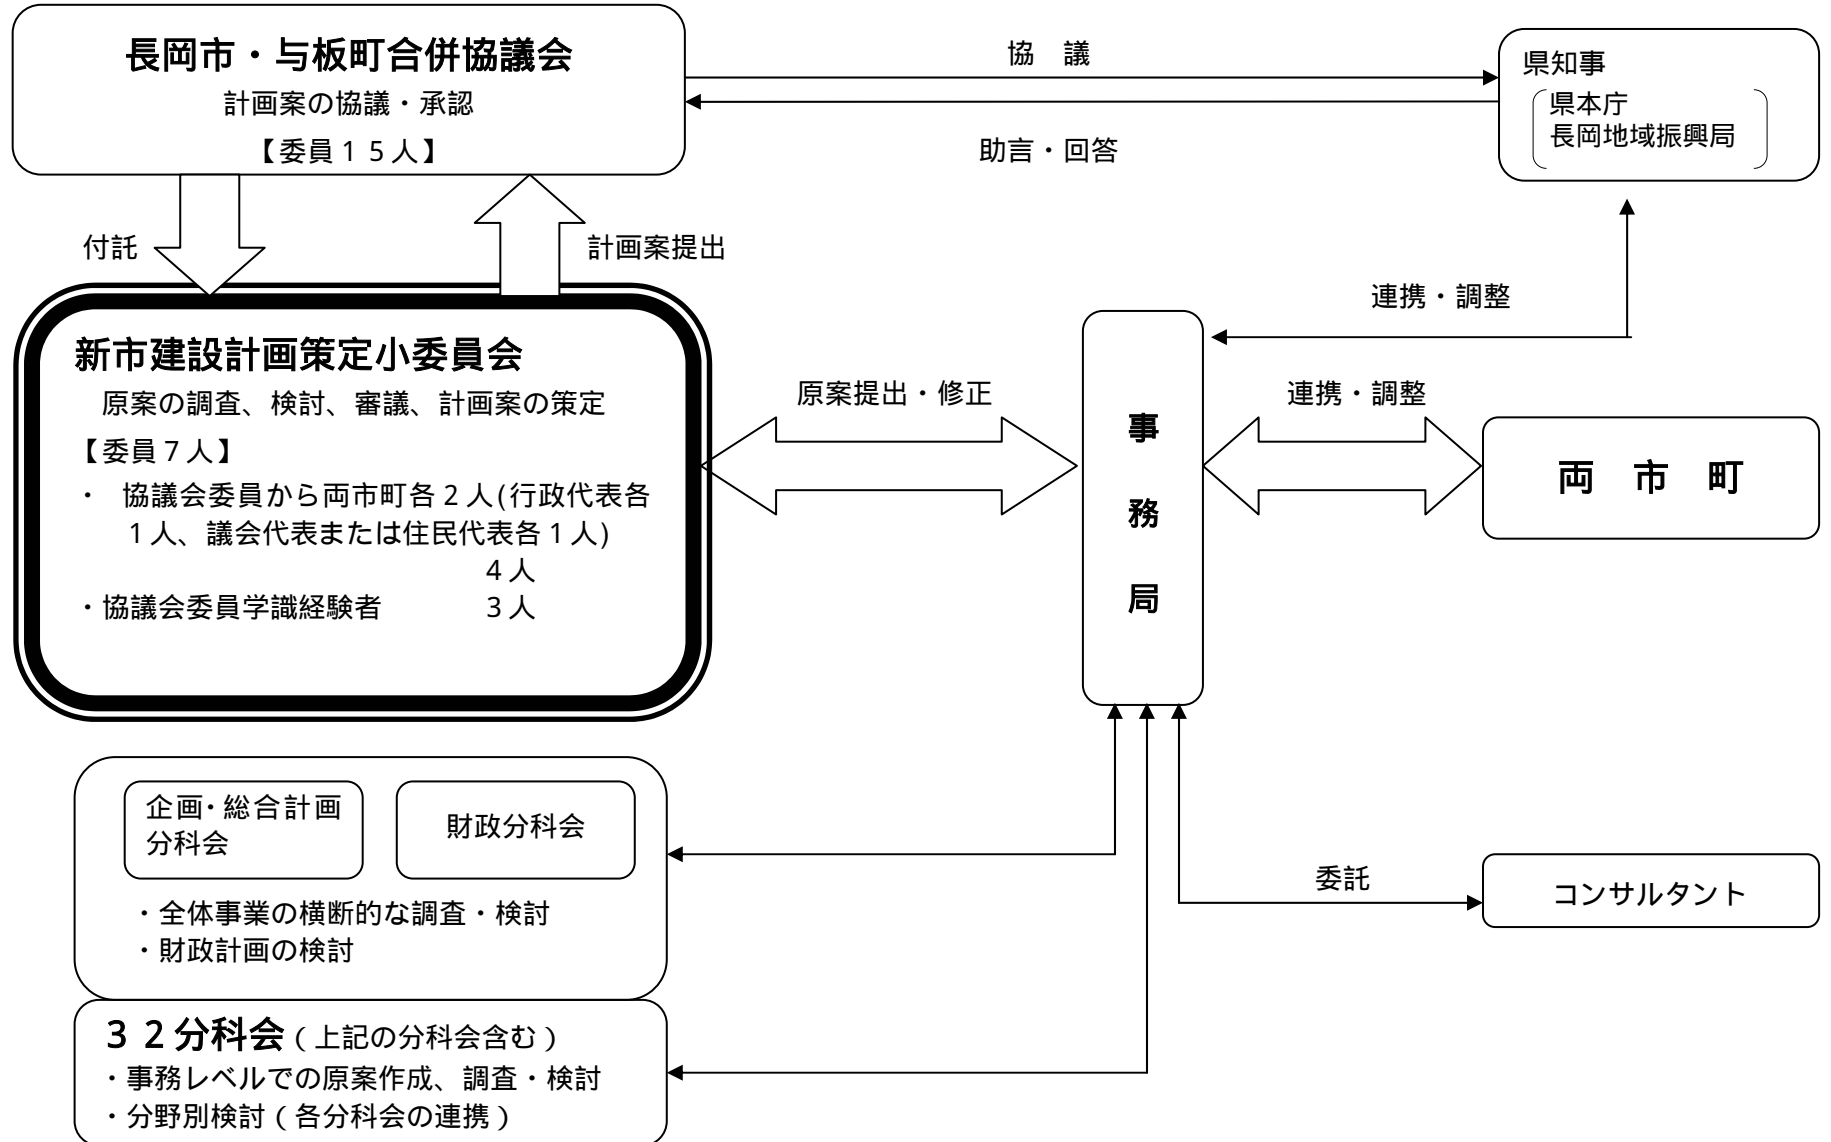 長岡市・与板町合併協議会
計画案の協議・承認
【委員15人】
協　議
助言・回答
県知事
県本庁
長岡地域振興局
付託
計画案提出
連携・調整
新市建設計画策定小委員会
原案の調査、検討、審議、計画案の策定
【委員7人】
・　協議会委員から両市町各2人(行政代表各
1人、議会代表または住民代表各1人)
4人
・協議会委員学識経験者　　　3人
原案提出・修正
事
務
局
連携・調整
両　市　町
企画・総合計画
分科会
財政分科会
・全体事業の横断的な調査・検討
・財政計画の検討
委託
コンサルタント
32分科会（上記の分科会含む）
・事務レベルでの原案作成、調査・検討
・分野別検討（各分科会の連携）